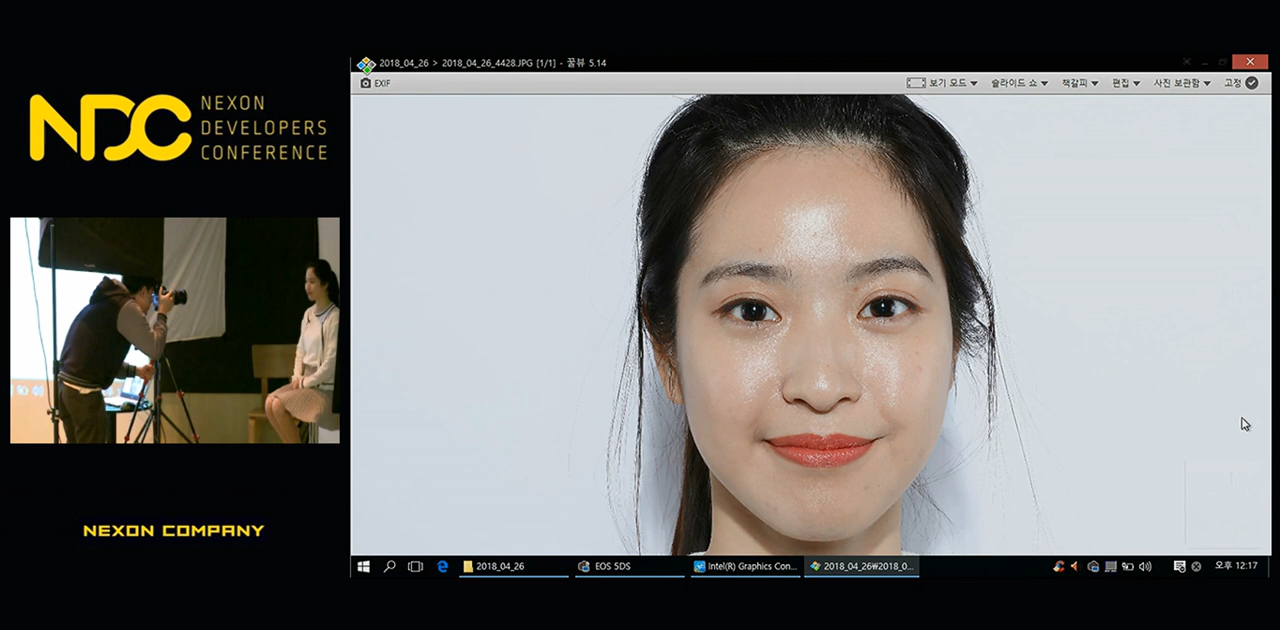 NDC
NEXON
DEVELOPERS
CONFERENCE
NEXON COMPANY
2018_04_26 > 2018_04_26_4428.JPG [1/1] - 꿀뷰 5.14
EXIF
보기 모드 슬라이드 쇼 책갈피 편집 사진 보관함 고정
2018_04_26
EOS 5DS
Intel(R) Graphics Con...
2018_04_26₩2018_0...
오후 12:17